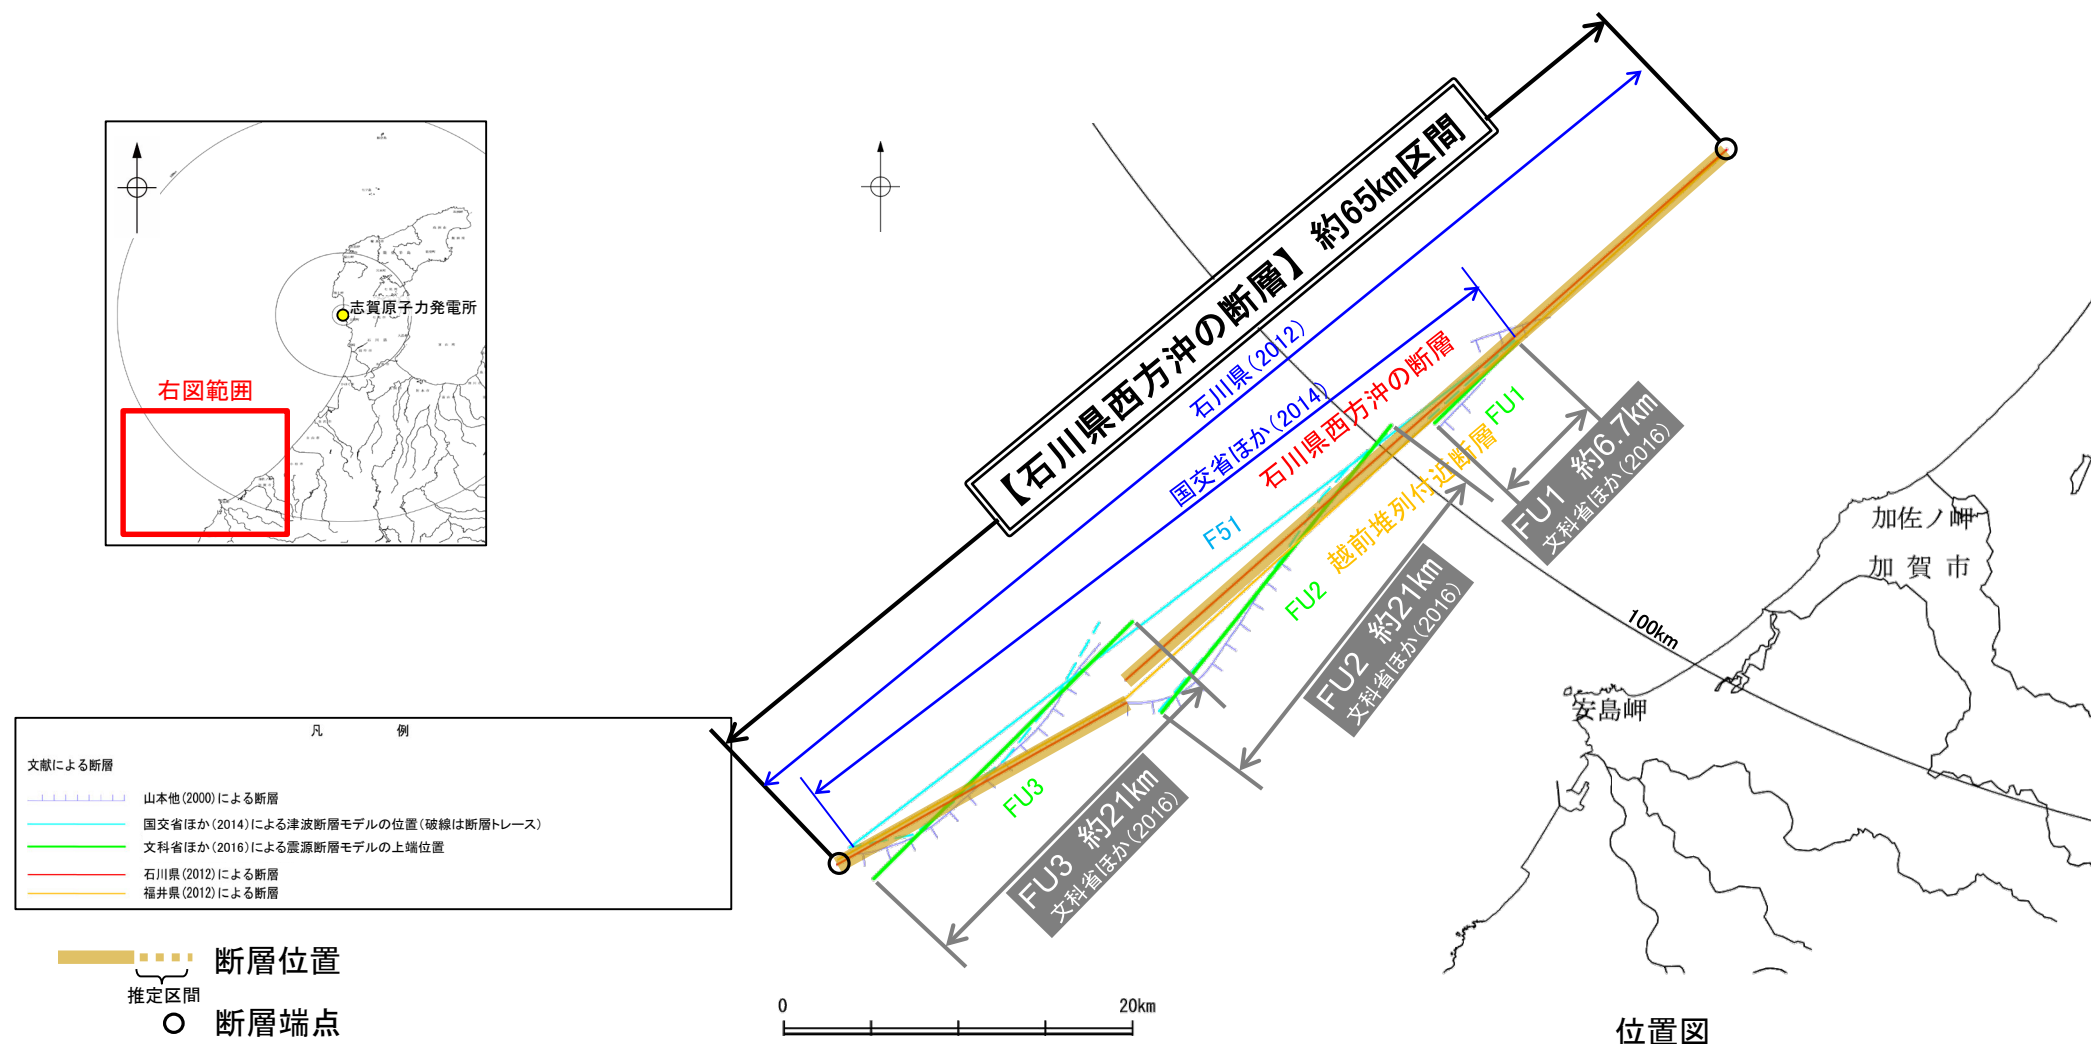 志賀原子力発電所
右図範囲
【石川県西方沖の断層】 約65km区間
石川県(2012)
国交省ほか(2014)
石川県西方沖の断層
F51
越前堆列付近断層
FU1
FU2
FU3
FU1 約6.7km
文科省ほか(2016)
FU2 約21km
文科省ほか(2016)
FU3 約21km
文科省ほか(2016)
100km
加佐ノ岬
加賀市
安島岬
凡 例
文献による断層
山本他(2000)による断層
国交省ほか(2014)による津波断層モデルの位置(破線は断層トレース)
文科省ほか(2016)による震源断層モデルの上端位置
石川県(2012)による断層
福井県(2012)による断層
断層位置
推定区間
断層端点
0 20km
位置図